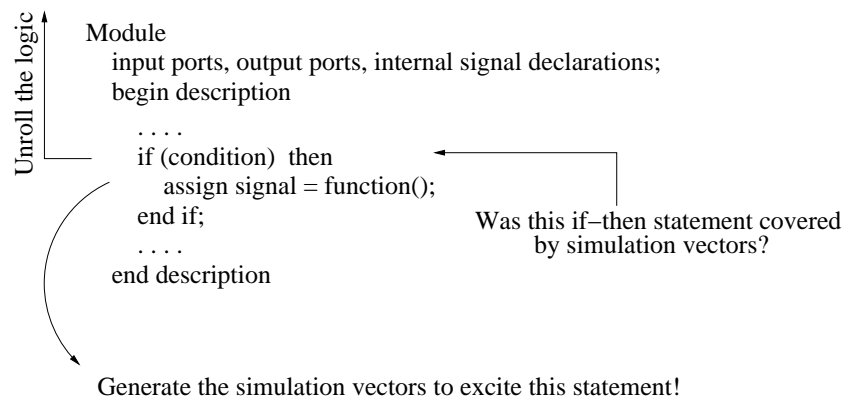 Unroll the logic
Module
input ports, output ports, internal signal declarations;
begin description
. . . .
if (condition) then
assign signal = function();
end if;
. . . .
end description
Was this if−then statement covered
by simulation vectors?
Generate the simulation vectors to excite this statement!